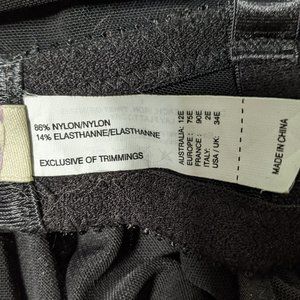 86% NYLON/NYLON
14% ELASTHANNE/ELASTHANNE
EXCLUSIVE OF TRIMMINGS
AUSTRALIA: 12E
EUROPE: 75E
FRANCE: 90E
ITALY: 2E
USA / UK: 34E
MADE IN CHINA